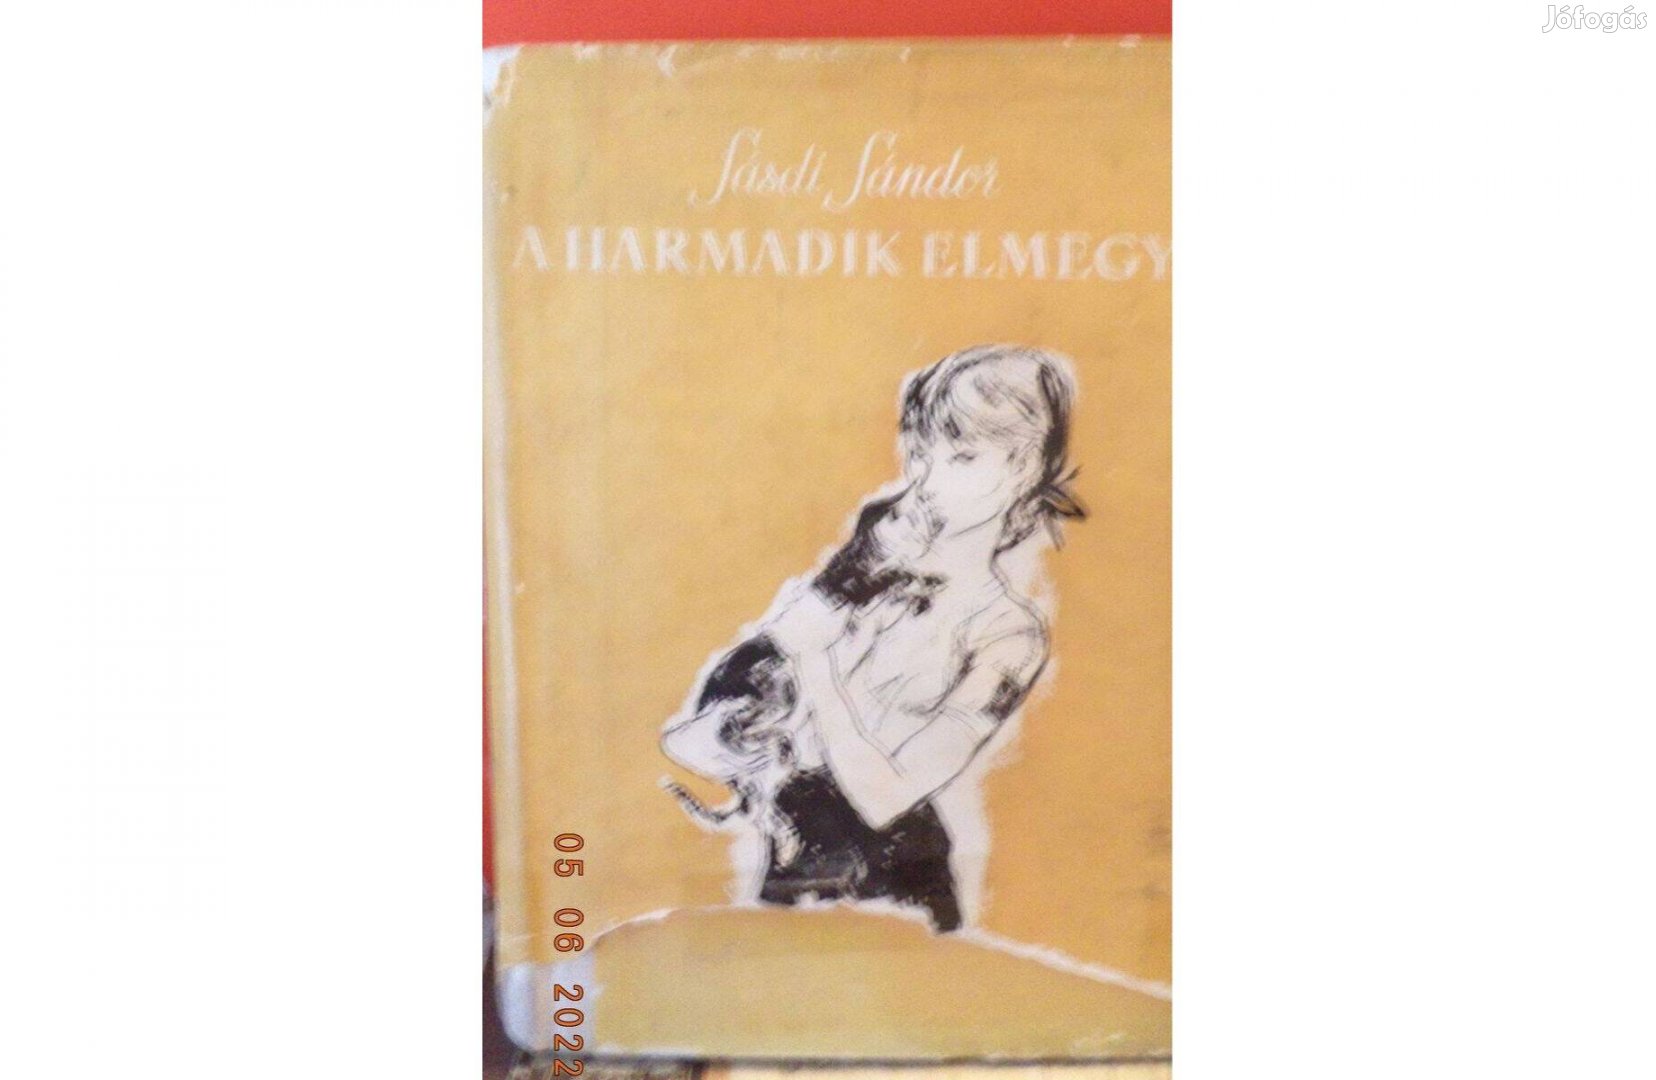 Jófogás
Sásdi Sándor
A HARMADIK ELMEGY
05 06 2022